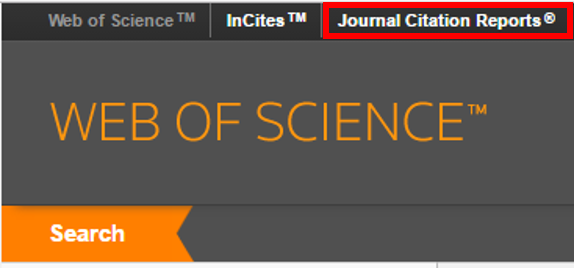 Web of Science™ InCites™ Journal Citation Reports®
WEB OF SCIENCE™
Search